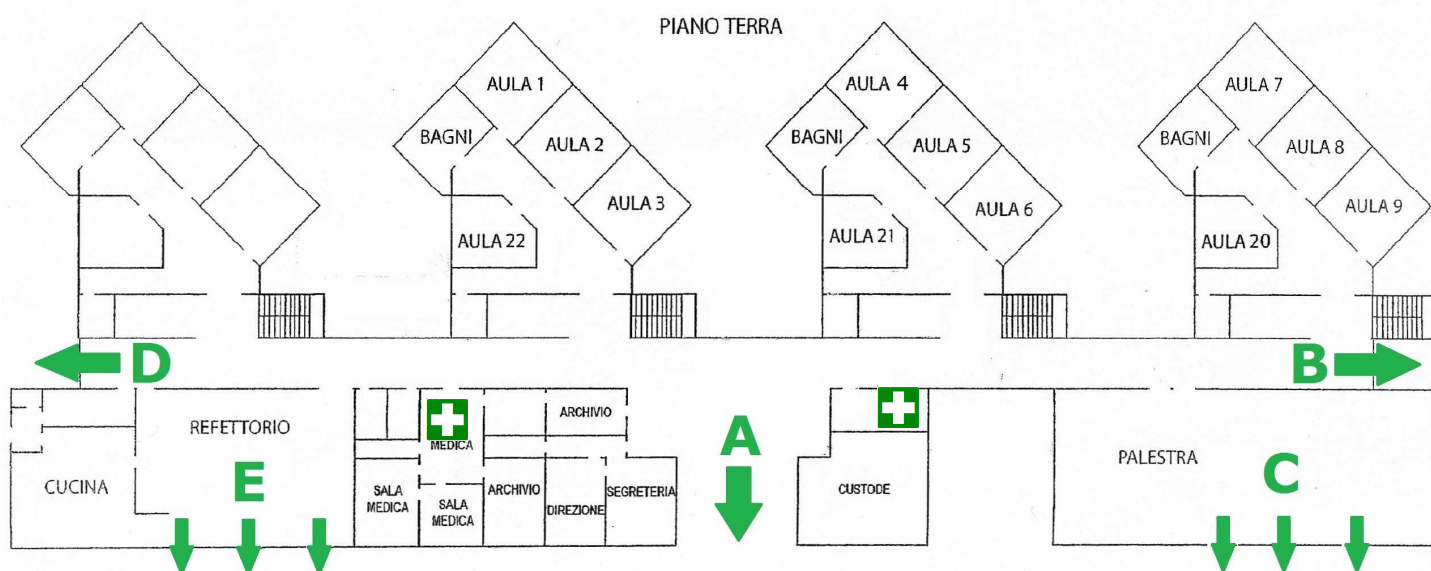 PIANO TERRA
AULA 1
BAGNI
AULA 2
AULA 3
AULA 22
AULA 4
BAGNI
AULA 5
AULA 6
AULA 21
AULA 7
BAGNI
AULA 8
AULA 9
AULA 20
D
B
REFETTORIO
CUCINA
E
MEDICA
SALA
MEDICA
SALA
MEDICA
ARCHIVIO
ARCHIVIO
DIREZIONE
SEGRETERIA
A
CUSTODE
PALESTRA
C